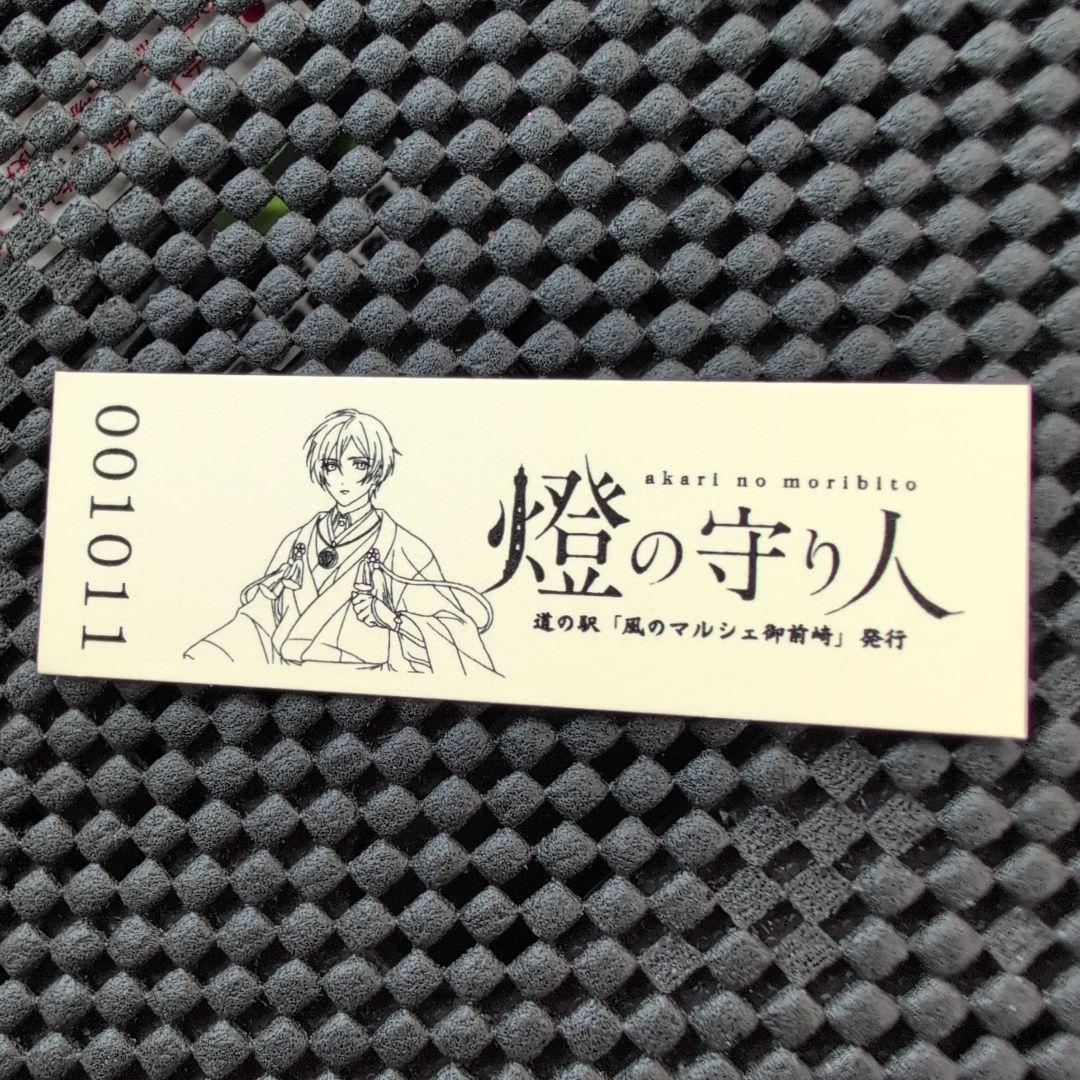 001011
akari no moribito
燈の守り人
道の駅「風のマルシェ御前崎」発行